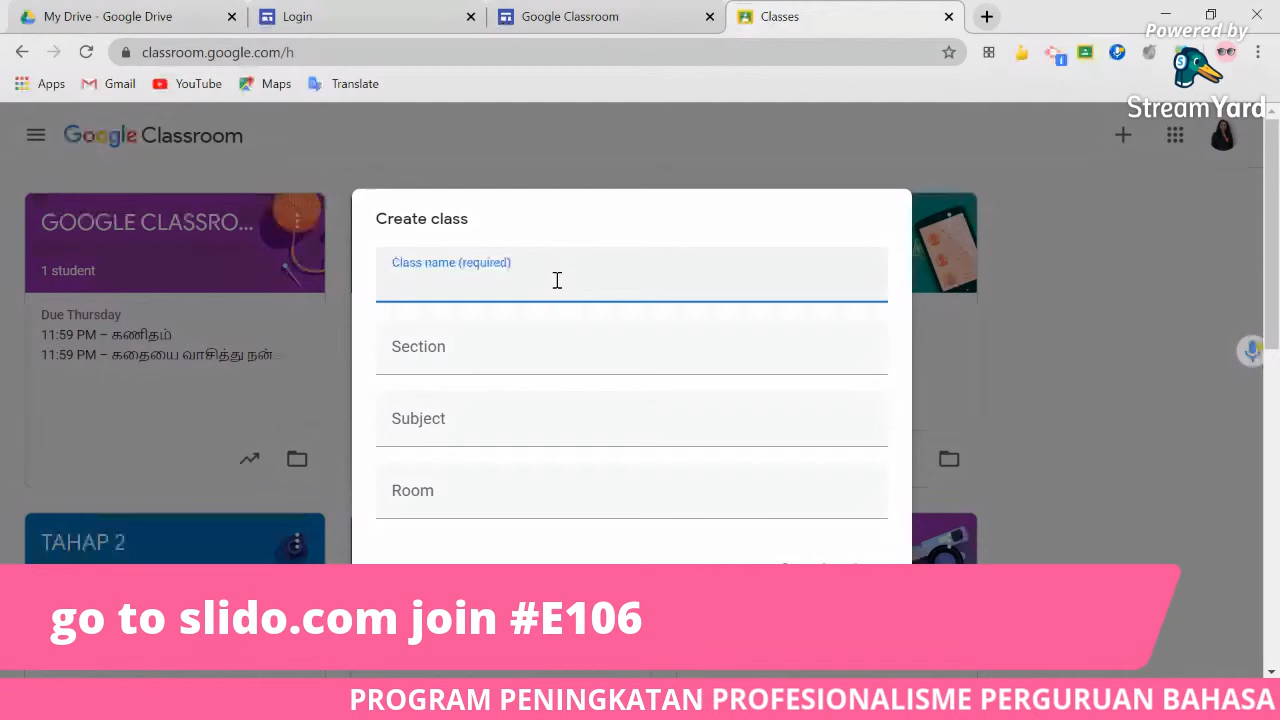 My Drive - Google Drive
Login
Google Classroom
Classes
Powered by
classroom.google.com/h
Apps
Gmail
YouTube
Maps
Translate
StreamYard
Google Classroom
GOOGLE CLASSRO...
1 student
Due Thursday
11:59 PM – கணிதம்
11:59 PM – கதையை வாசித்து நன்...
TAHAP 2
Create class
Class name (required)
Section
Subject
Room
go to slido.com join #E106
PROGRAM PENINGKATAN PROFESIONALISME PERGURUAN BAHASA